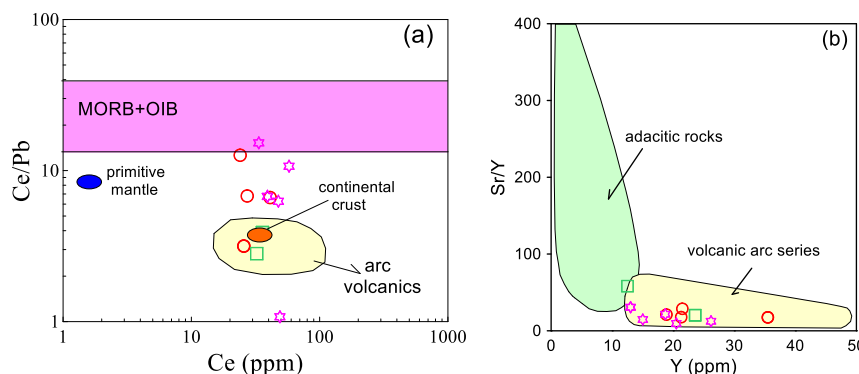 (a)
100
10
1
Ce/Pb
MORB+OIB
primitive
mantle
continental
crust
arc
volcanics
1
10
100
1000
Ce (ppm)
(b)
400
300
200
100
0
Sr/Y
adacitic rocks
volcanic arc series
0
10
20
30
40
50
Y (ppm)